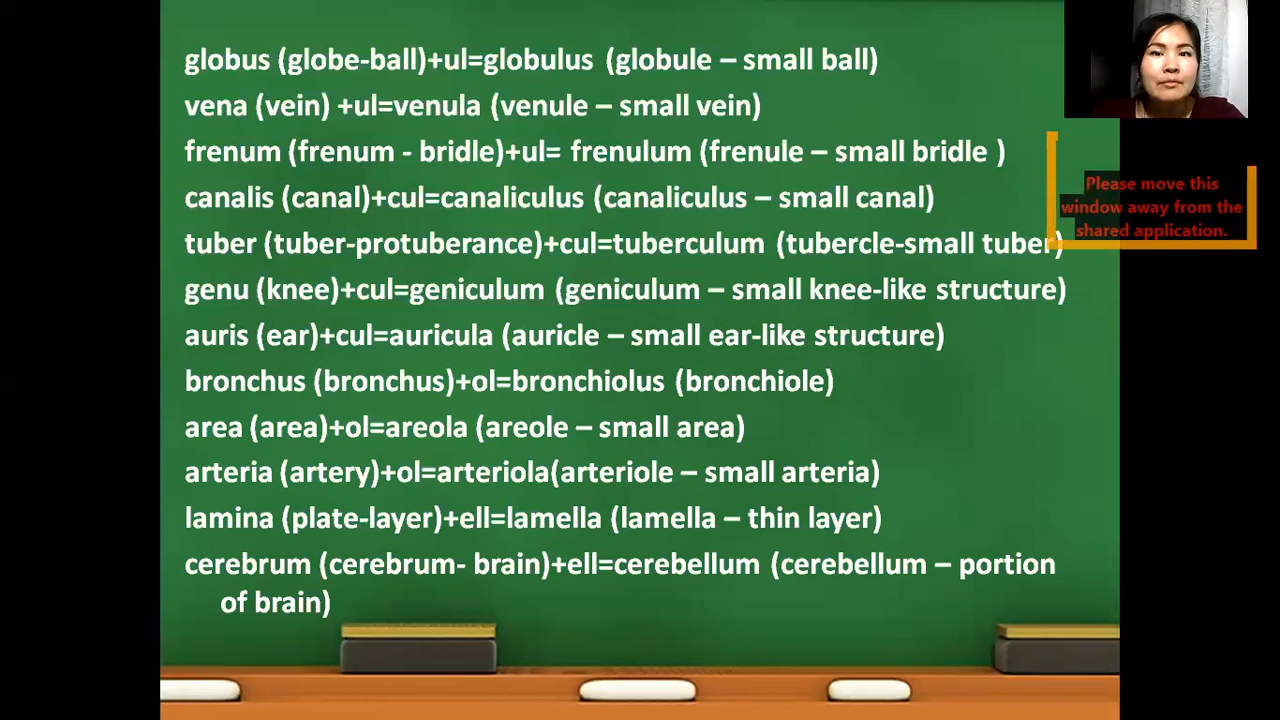 globus (globe-ball)+ul=globulus (globule – small ball)
vena (vein) +ul=venula (venule – small vein)
frenum (frenum - bridle)+ul= frenulum (frenule – small bridle )
canalis (canal)+cul=canaliculus (canaliculus – small canal)
tuber (tuber-protuberance)+cul=tuberculum (tubercle-small tuber)
genu (knee)+cul=geniculum (geniculum – small knee-like structure)
auris (ear)+cul=auricula (auricle – small ear-like structure)
bronchus (bronchus)+ol=bronchiolus (bronchiole)
area (area)+ol=areola (areole – small area)
arteria (artery)+ol=arteriola(arteriole – small arteria)
lamina (plate-layer)+ell=lamella (lamella – thin layer)
cerebrum (cerebrum- brain)+ell=cerebellum (cerebellum – portion
of brain)
Please move this
window away from the
shared application.